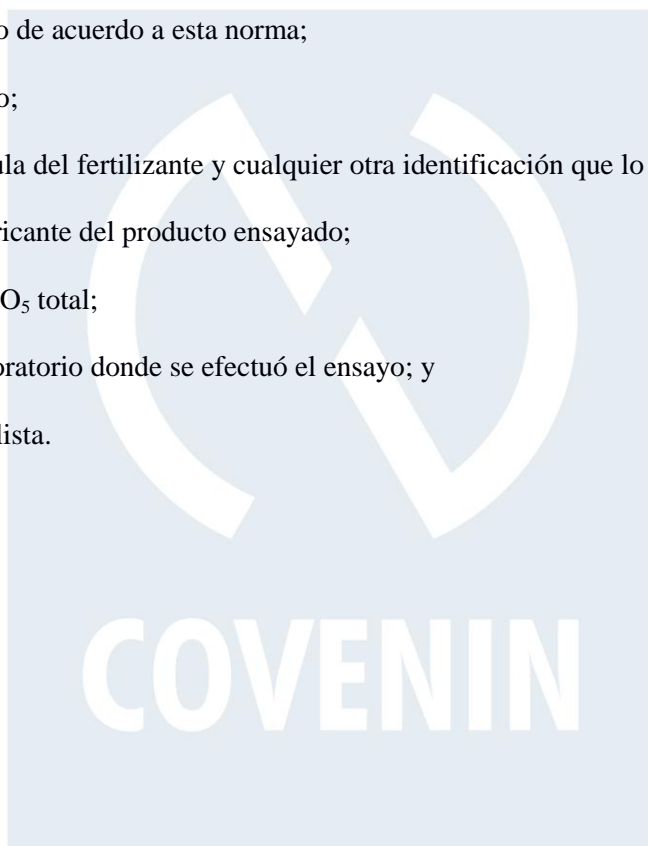 o de acuerdo a esta norma;
o;
ula del fertilizante y cualquier otra identificación que lo
ricante del producto ensayado;
O₅ total;
oratorio donde se efectuó el ensayo; y
lista.
COVENIN